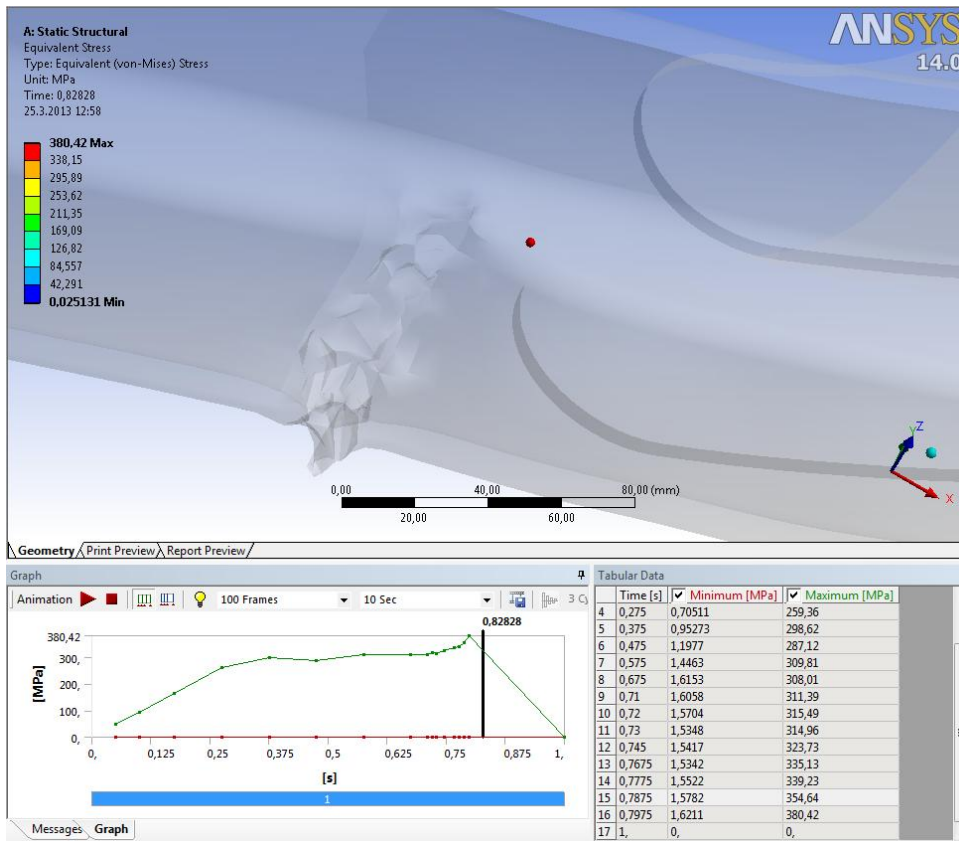 A: Static Structural
Equivalent Stress
Type: Equivalent (von-Mises) Stress
Unit: MPa
Time: 0,82828
25.3.2013 12:58
380,42 Max
338,15
295,89
253,62
211,35
169,09
126,82
84,557
42,291
0,025131 Min
ANSYS
14.0
Z
Y
X
0,00 40,00 80,00 (mm)
20,00 60,00
Geometry Print Preview Report Preview
Graph
Animation 100 Frames 10 Sec 3 Cy
0,82828
380,42
300,
200,
100,
0,
[MPa]
0, 0,125 0,25 0,375 0,5 0,625 0,75 0,875 1,
[s]
1
Messages Graph
Tabular Data
Time [s] Minimum [MPa] Maximum [MPa]
4 0,275 0,70511 259,36
5 0,375 0,95273 298,62
6 0,475 1,1977 287,12
7 0,575 1,4463 309,81
8 0,675 1,6153 308,01
9 0,71 1,6058 311,39
10 0,72 1,5704 315,49
11 0,73 1,5348 314,96
12 0,745 1,5417 323,73
13 0,7675 1,5342 335,13
14 0,7775 1,5522 339,23
15 0,7875 1,5782 354,64
16 0,7975 1,6211 380,42
17 1, 0, 0,